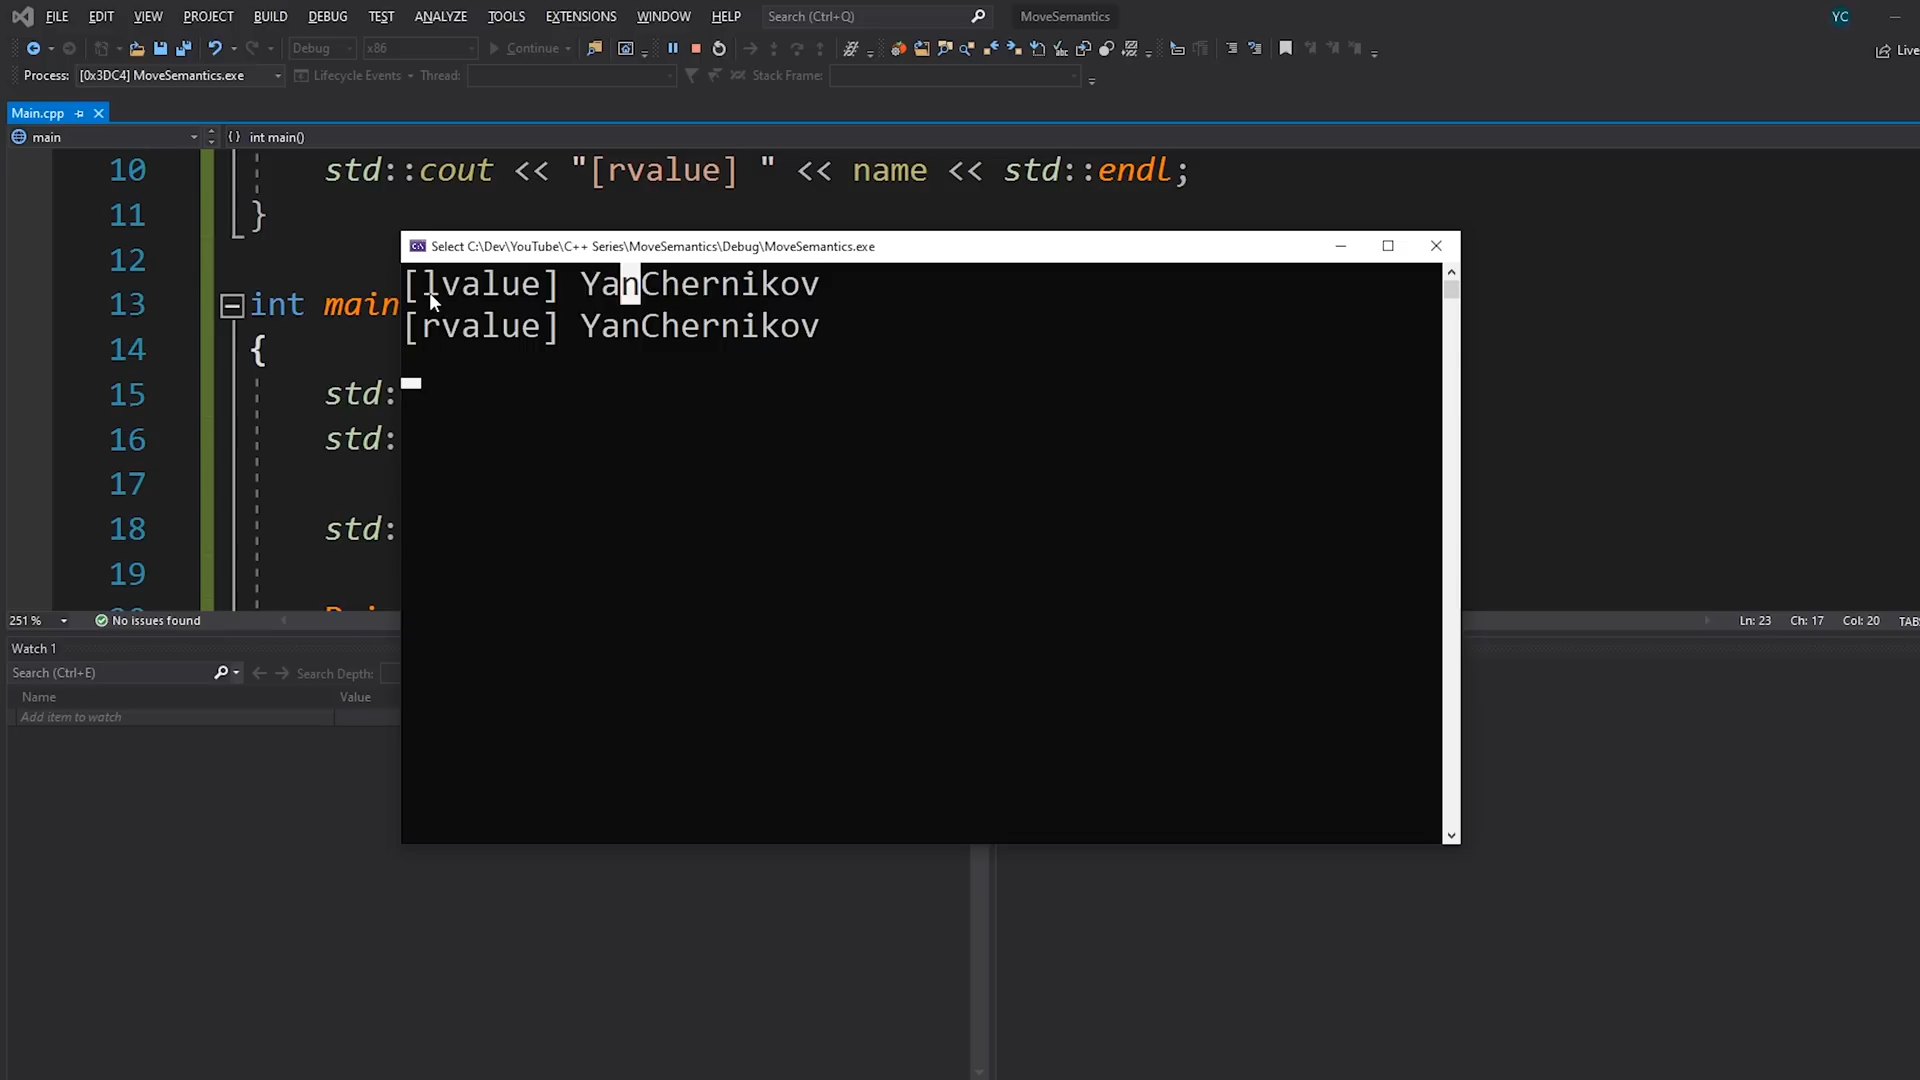 FILE EDIT VIEW PROJECT BUILD DEBUG TEST ANALYZE TOOLS EXTENSIONS WINDOW HELP Search (Ctrl+Q) MoveSemantics YC
Debug x86 Continue Live
Process: [0x3DC4] MoveSemantics.exe Lifecycle Events Thread: Stack Frame:
Main.cpp
main {} int main()
10 std::cout << "[rvalue] " << name << std::endl;
11 }
12
Select C:\Dev\YouTube\C++ Series\MoveSemantics\Debug\MoveSemantics.exe
[lvalue] YanChernikov
[rvalue] YanChernikov
13 int main
14 {
15 std:
16 std:
17
18 std:
19
251 % No issues found Ln: 23 Ch: 17 Col: 20 TABS
Watch 1
Search (Ctrl+E) Search Depth:
Name Value
Add item to watch